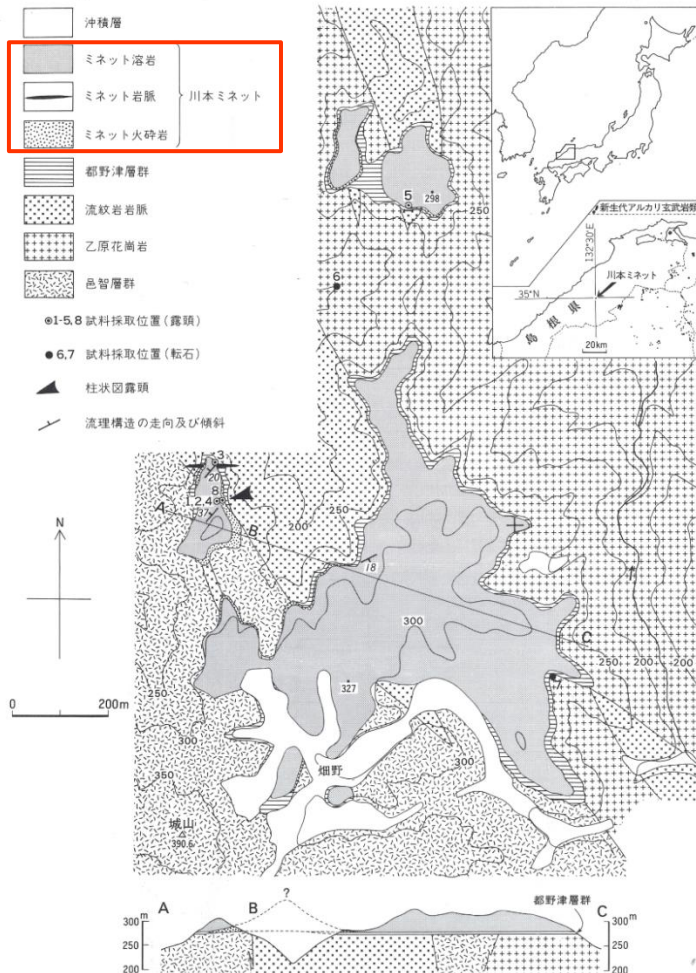 沖積層
ミネット溶岩
ミネット岩脈
川本ミネット
ミネット火砕岩
都野津層群
流紋岩岩脈
乙原花崗岩
邑智層群
1-5, 8 試料採取位置(露頭)
6,7 試料採取位置(転石)
柱状図露頭
流理構造の走向及び傾斜
新生代アルカリ玄武岩類
132°30'E
川本ミネット
35°N
島根県
20km
298
5
250
6
3
20
8
1,2,4
37
A
B
200
250
18
N
300
C
0 200m
250
250
200
200
7
327
300
300
350
畑野
城山
390.6
?
都野津層群
A B C
300 m
250
200
300 m
250
200